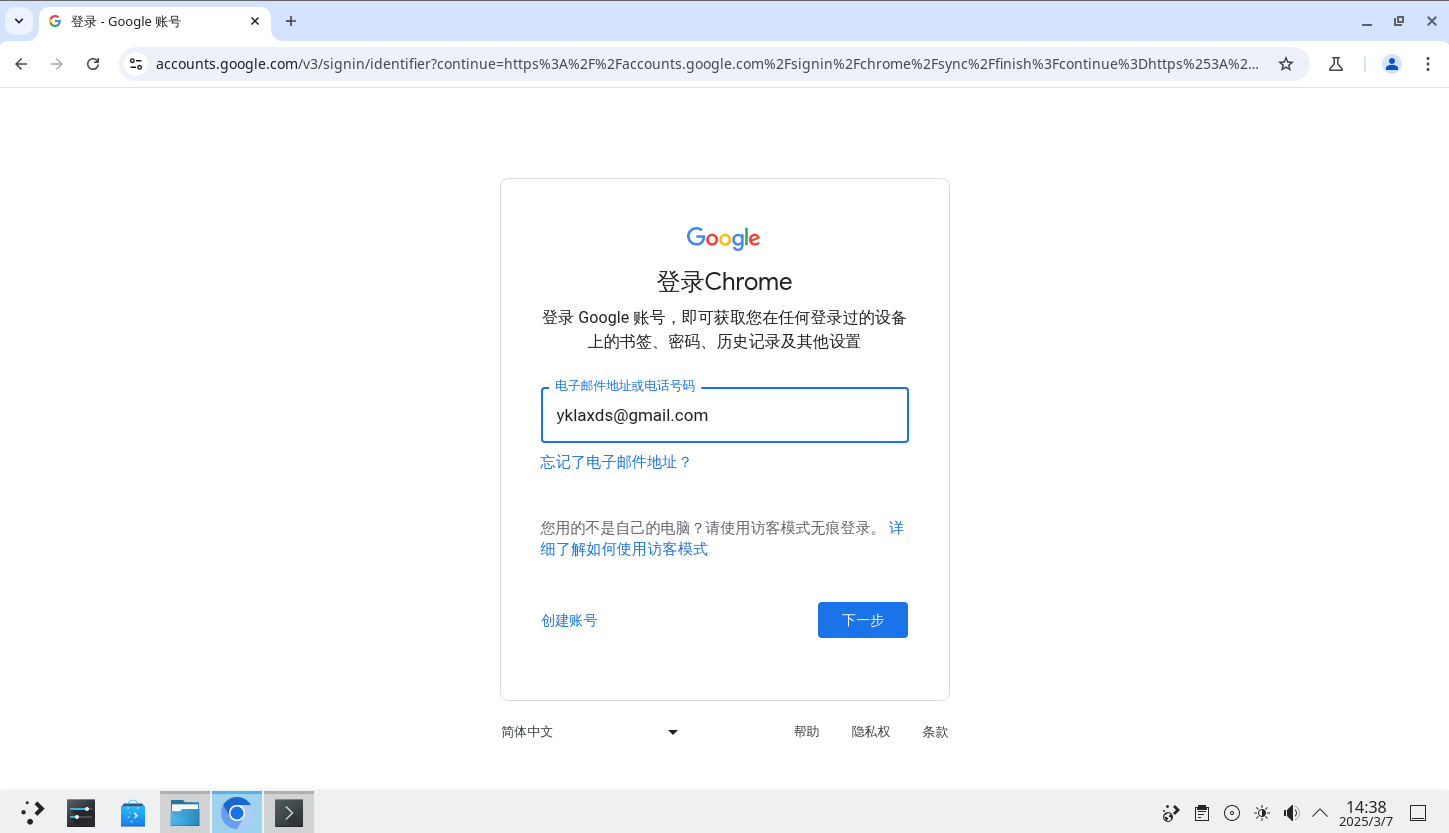 登录 - Google 账号
accounts.google.com/v3/signin/identifier?continue=https%3A%2F%2Faccounts.google.com%2Fsignin%2Fchrome%2Fsync%2Ffinish%3Fcontinue%3Dhttps%253A%2...
Google
登录Chrome
登录 Google 账号，即可获取您在任何登录过的设备
上的书签、密码、历史记录及其他设置
电子邮件地址或电话号码
yklaxds@gmail.com
忘记了电子邮件地址？
您用的不是自己的电脑？请使用访客模式无痕登录。 详
细了解如何使用访客模式
创建账号
下一步
简体中文
帮助
隐私权
条款
14:38
2025/3/7